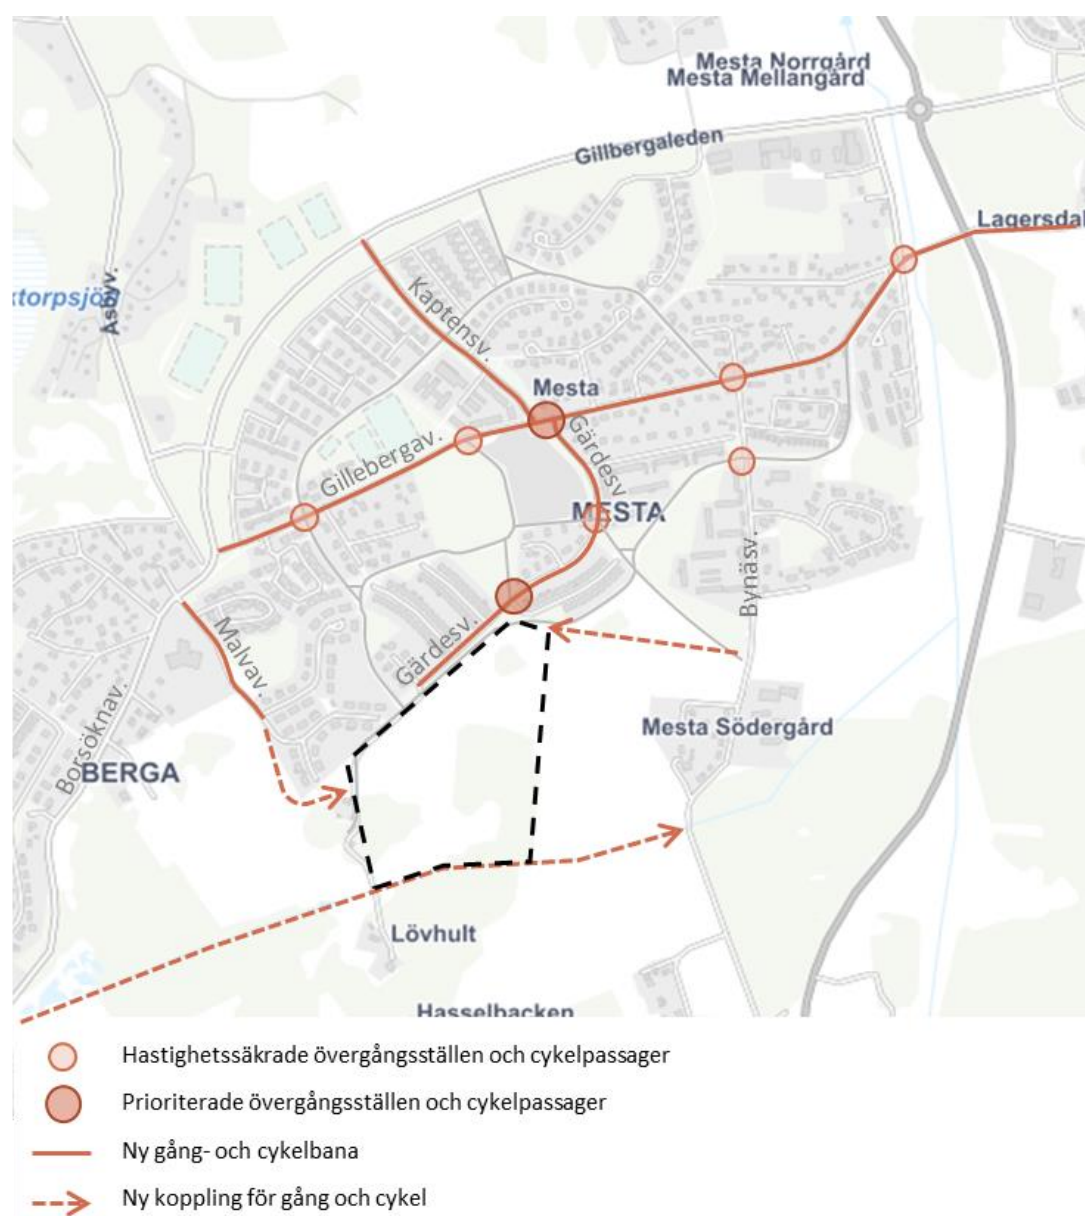 Mesta Norrgård
Mesta Mellangård
Gillbergaleden
Lagersdal
ktorpsjön
Åsbyv.
Kaptensv.
Mesta
Gärdesv.
Gillebergav.
MESTA
Bynäsv.
Gärdesv.
Malvav.
Borsöknav.
BERGA
Mesta Södergård
Lövhult
Hasselbacken
Hastighetssäkrade övergångsställen och cykelpassager
Prioriterade övergångsställen och cykelpassager
Ny gång- och cykelbana
Ny koppling för gång och cykel